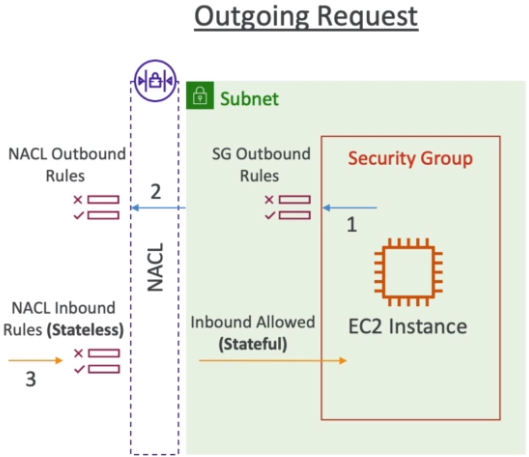 Outgoing Request
Subnet
NACL Outbound
Rules
2
SG Outbound
Rules
1
Security Group
EC2 Instance
NACL
NACL Inbound
Rules (Stateless)
3
Inbound Allowed
(Stateful)